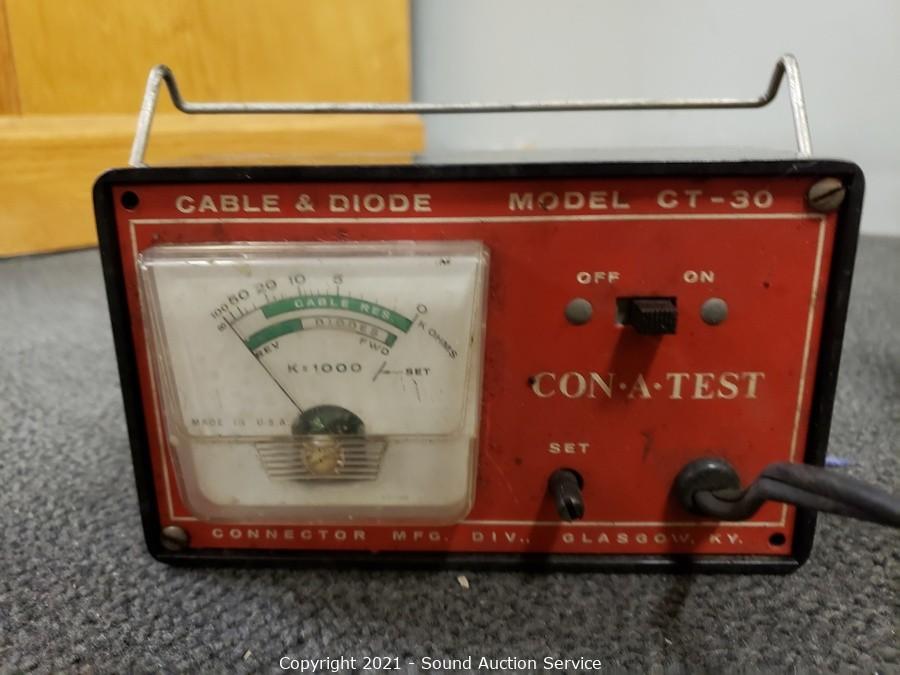 CABLE & DIODE MODEL CT-30
OFF ON
100 50 20 10 5 0
∞
CABLE RES.
K OHMS
DIODES
REV FWD
K=1000
SET
CON·A·TEST
MADE IN U.S.A.
SET
CONNECTOR MFG. DIV., GLASGOW, KY.
Copyright 2021 - Sound Auction Service